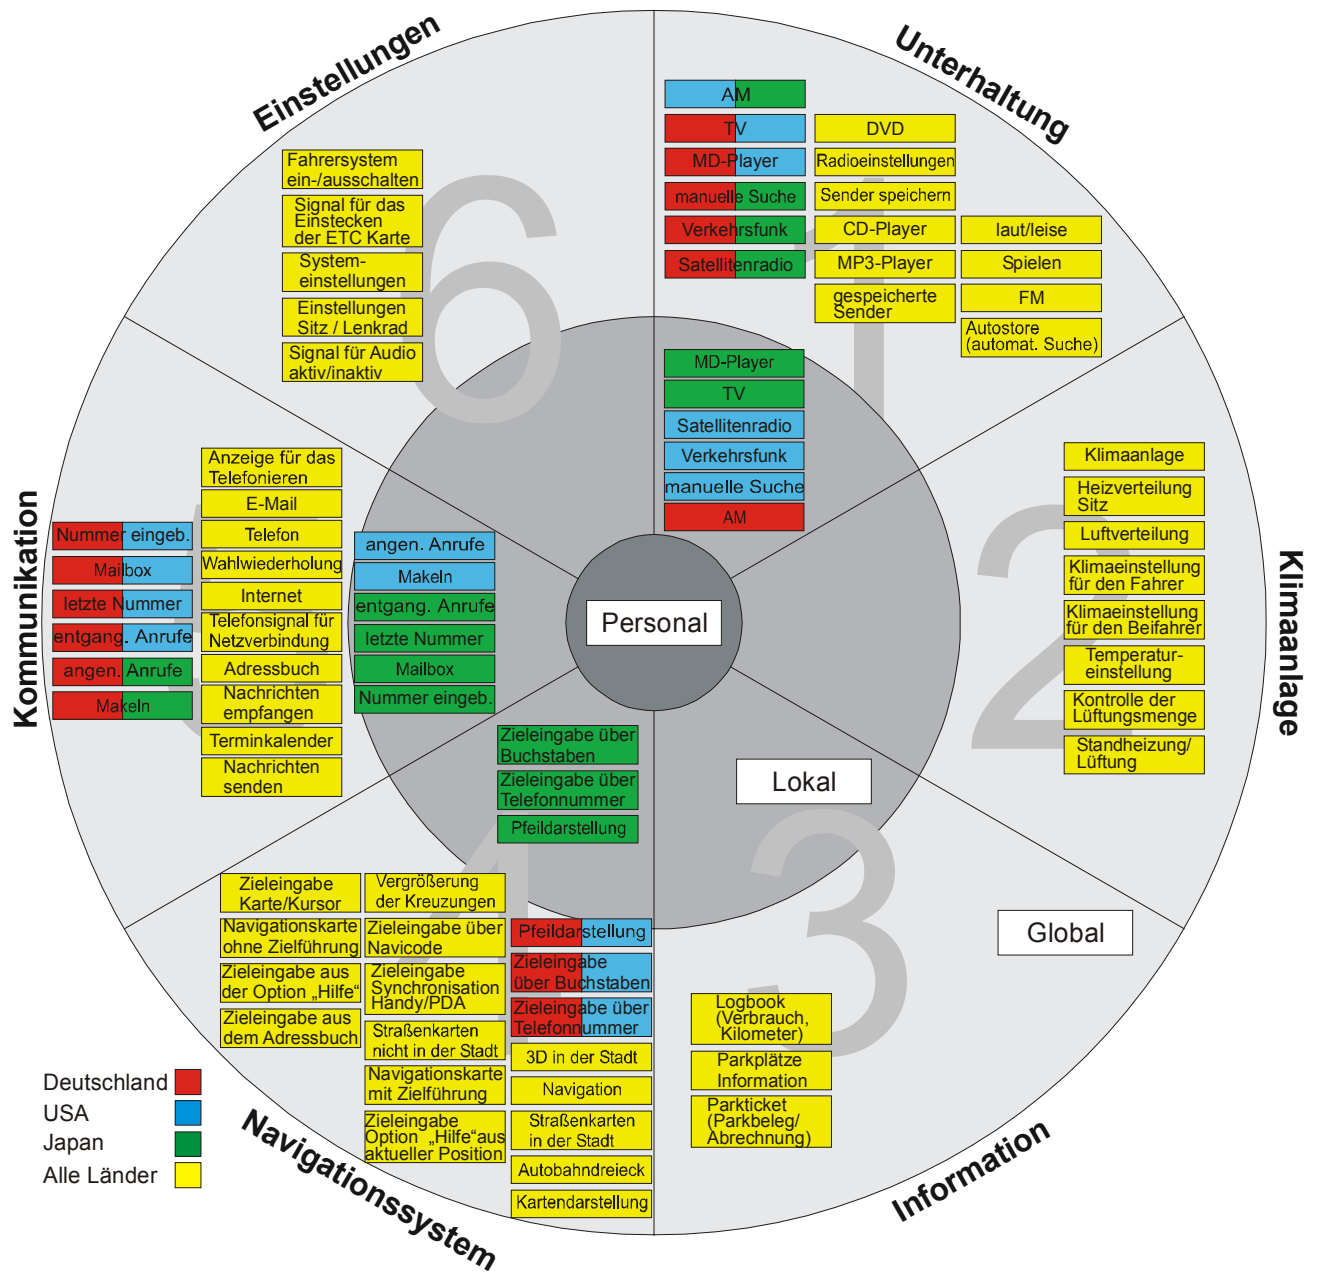 Einstellungen
Unterhaltung
Klimaanlage
Information
Navigationssystem
Kommunikation
1
2
3
4
5
6
AM
TV
MD-Player
manuelle Suche
Verkehrsfunk
Satellitenradio
DVD
Radioeinstellungen
Sender speichern
CD-Player
MP3-Player
gespeicherte
Sender
laut/leise
Spielen
FM
Autostore
(automat. Suche)
MD-Player
TV
Satellitenradio
Verkehrsfunk
manuelle Suche
AM
Fahrersystem
ein-/ausschalten
Signal für das
Einstecken
der ETC Karte
System-
einstellungen
Einstellungen
Sitz / Lenkrad
Signal für Audio
aktiv/inaktiv
Klimaanlage
Heizverteilung
Sitz
Luftverteilung
Klimaeinstellung
für den Fahrer
Klimaeinstellung
für den Beifahrer
Temperatur-
einstellung
Kontrolle der
Lüftungsmenge
Standheizung/
Lüftung
Nummer eingeb.
Mailbox
letzte Nummer
entgang. Anrufe
angen. Anrufe
Makeln
Anzeige für das
Telefonieren
E-Mail
Telefon
Wahlwiederholung
Internet
Telefonsignal für
Netzverbindung
Adressbuch
Nachrichten
empfangen
Terminkalender
Nachrichten
senden
angen. Anrufe
Makeln
entgang. Anrufe
letzte Nummer
Mailbox
Nummer eingeb.
Personal
Lokal
Global
Zieleingabe über
Buchstaben
Zieleingabe über
Telefonnummer
Pfeildarstellung
Zieleingabe
Karte/Kursor
Navigationskarte
ohne Zielführung
Zieleingabe aus
der Option „Hilfe“
Zieleingabe aus
dem Adressbuch
Vergrößerung
der Kreuzungen
Zieleingabe über
Navicode
Zieleingabe
Synchronisation
Handy/PDA
Straßenkarten
nicht in der Stadt
Navigationskarte
mit Zielführung
Zieleingabe
Option „Hilfe“aus
aktueller Position
Pfeildarstellung
Zieleingabe
über Buchstaben
Zieleingabe über
Telefonnummer
3D in der Stadt
Navigation
Straßenkarten
in der Stadt
Autobahndreieck
Kartendarstellung
Logbook
(Verbrauch,
Kilometer)
Parkplätze
Information
Parkticket
(Parkbeleg/
Abrechnung)
Deutschland
USA
Japan
Alle Länder